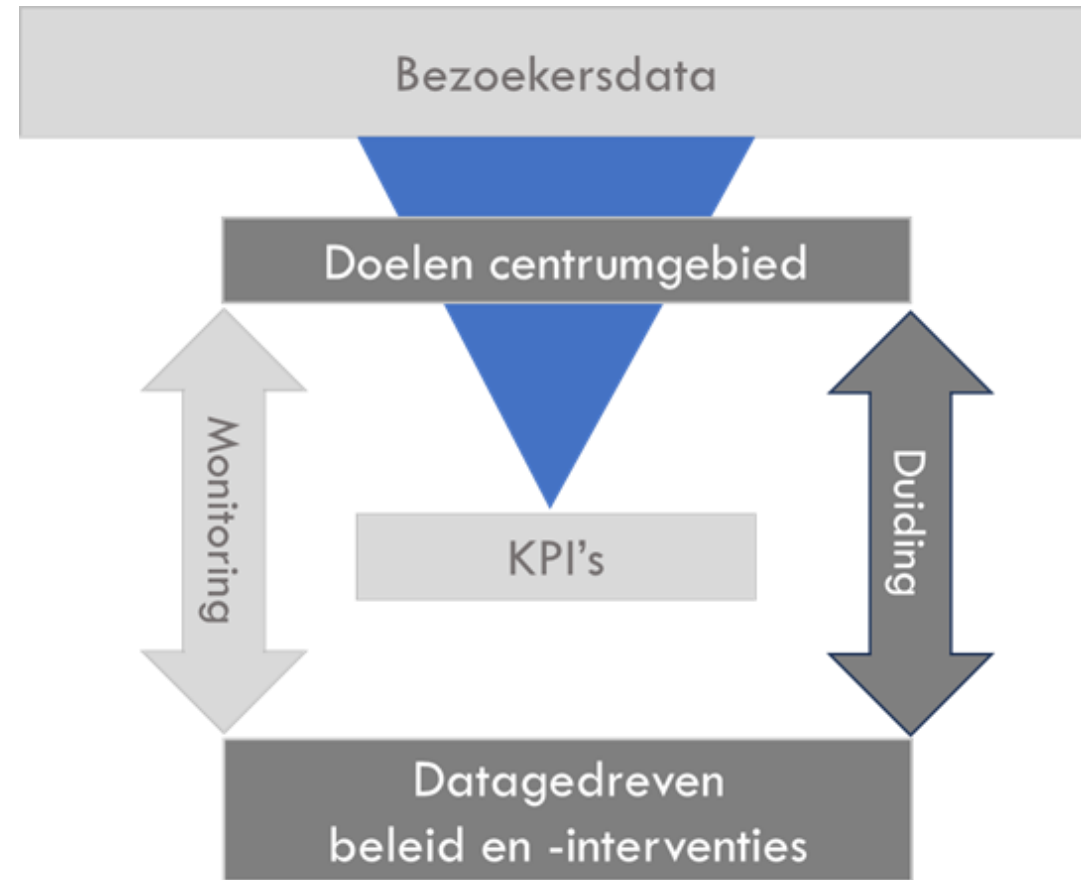 Bezoekersdata
Doelen centrumgebied
Monitoring
Duiding
KPI's
Datagedreven
beleid en -interventies